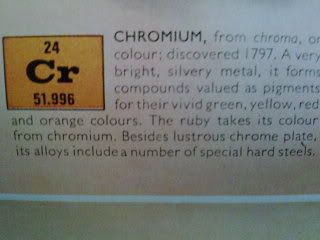 24
Cr
51.996
CHROMIUM, from chroma, or
colour; discovered 1797. A very
bright, silvery metal, it forms
compounds valued as pigments
for their vivid green, yellow, red
and orange colours. The ruby takes its colour
from chromium. Besides lustrous chrome plate,
its alloys include a number of special hard steels.